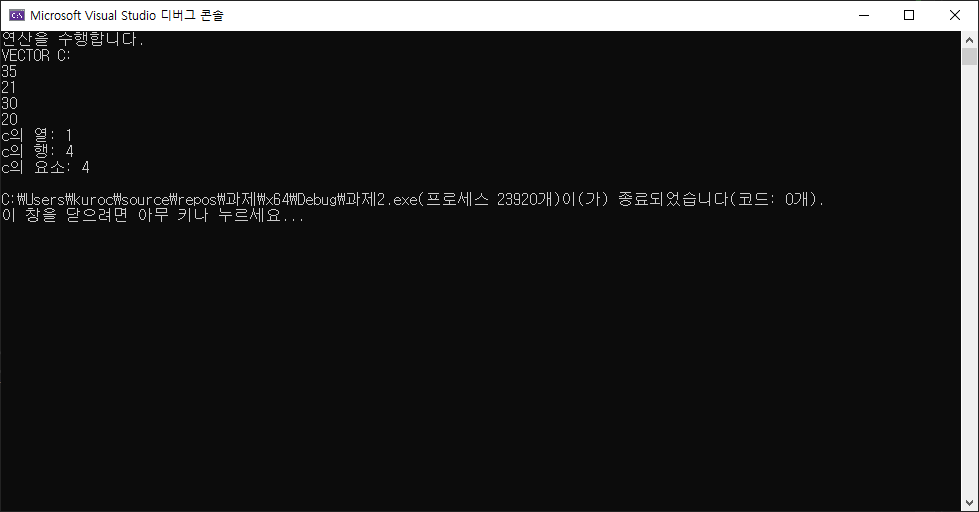 Microsoft Visual Studio 디버그 콘솔
연산을 수행합니다.
VECTOR C:
35
21
30
20
c의 열: 1
c의 행: 4
c의 요소: 4
C:₩Users₩kuroc₩source₩repos₩과제₩x64₩Debug₩과제2.exe(프로세스 23920개)이(가) 종료되었습니다(코드: 0개).
이 창을 닫으려면 아무 키나 누르세요...